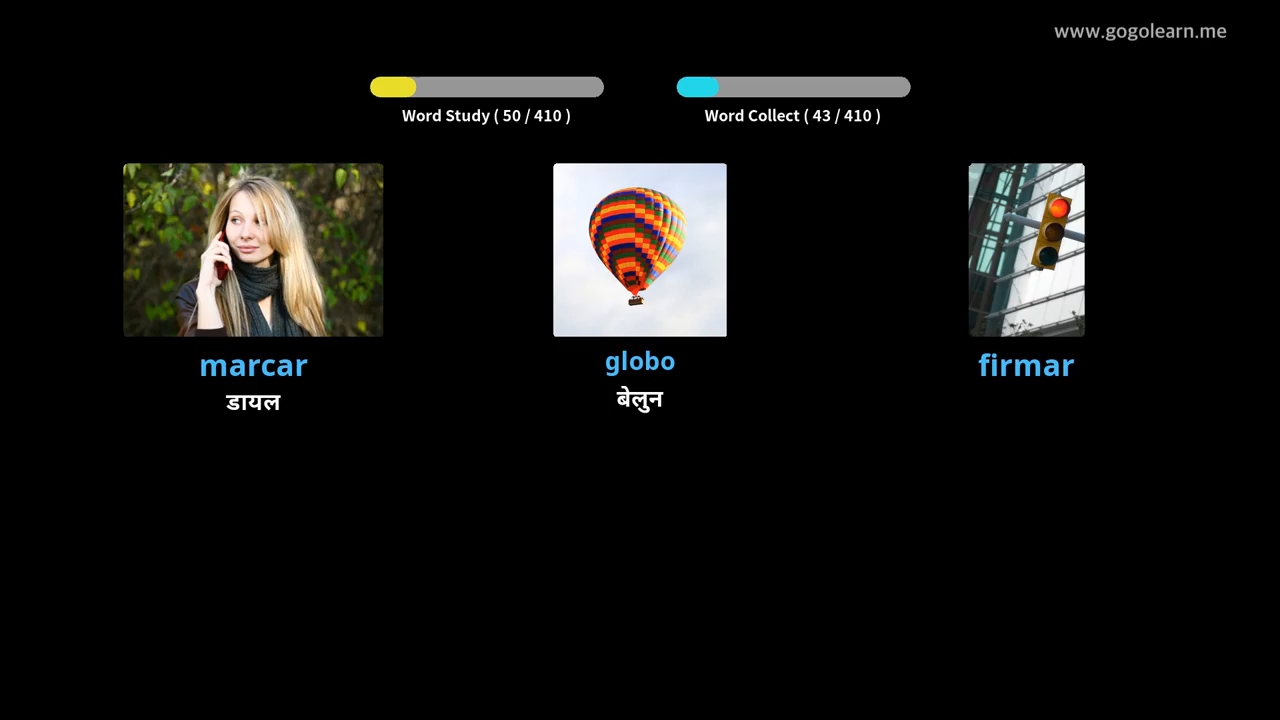 www.gogolearn.me
Word Study ( 50 / 410 )
Word Collect ( 43 / 410 )
marcar
डायल
globo
बेलुन
firmar